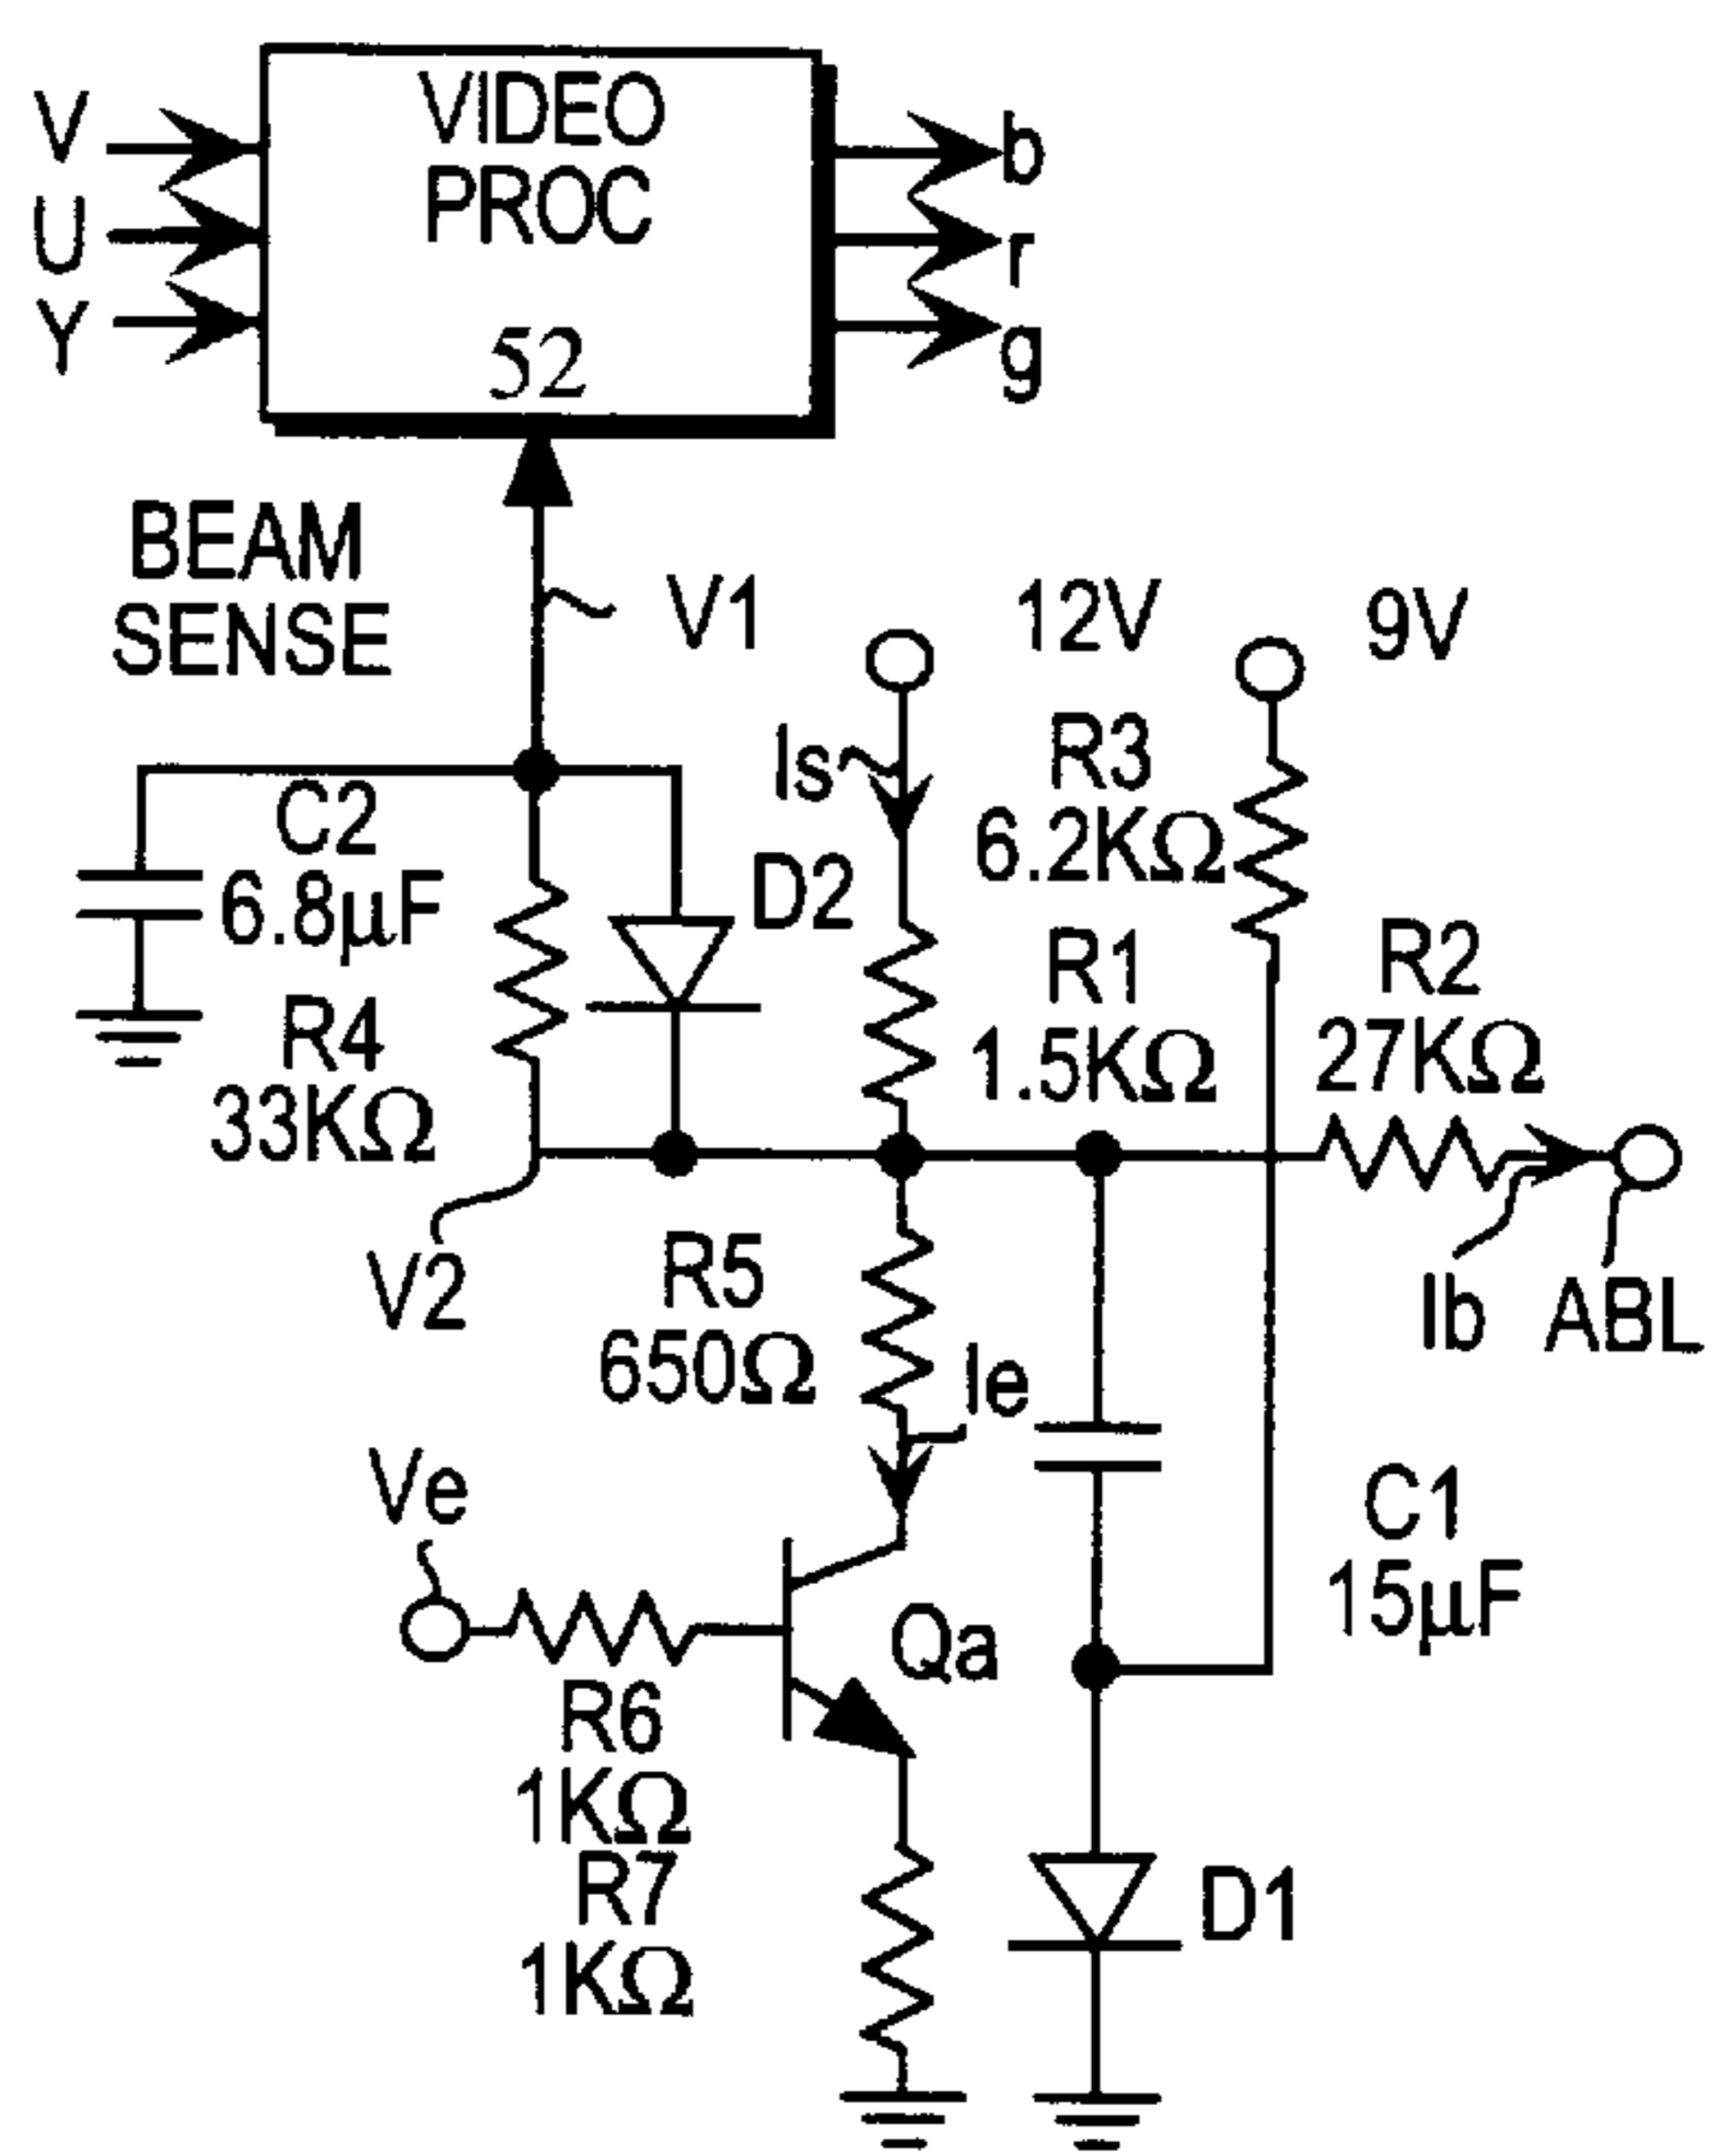 VIDEO
PROC
52
V
U
Y
b
r
g
BEAM
SENSE
V1
12V
9V
Is
R3
6.2KΩ
C2
6.8μF
D2
R1
1.5KΩ
R2
27KΩ
R4
33KΩ
V2
R5
650Ω
Ie
Ib
ABL
Ve
C1
15μF
Qa
R6
1KΩ
R7
1KΩ
D1